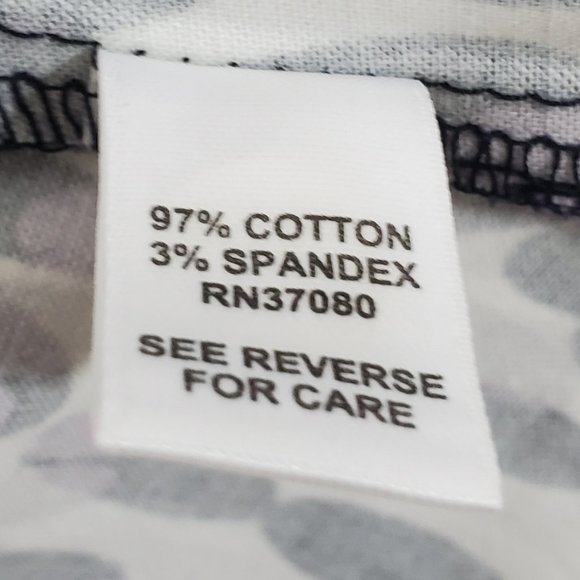 97% COTTON
3% SPANDEX
RN37080
SEE REVERSE
FOR CARE